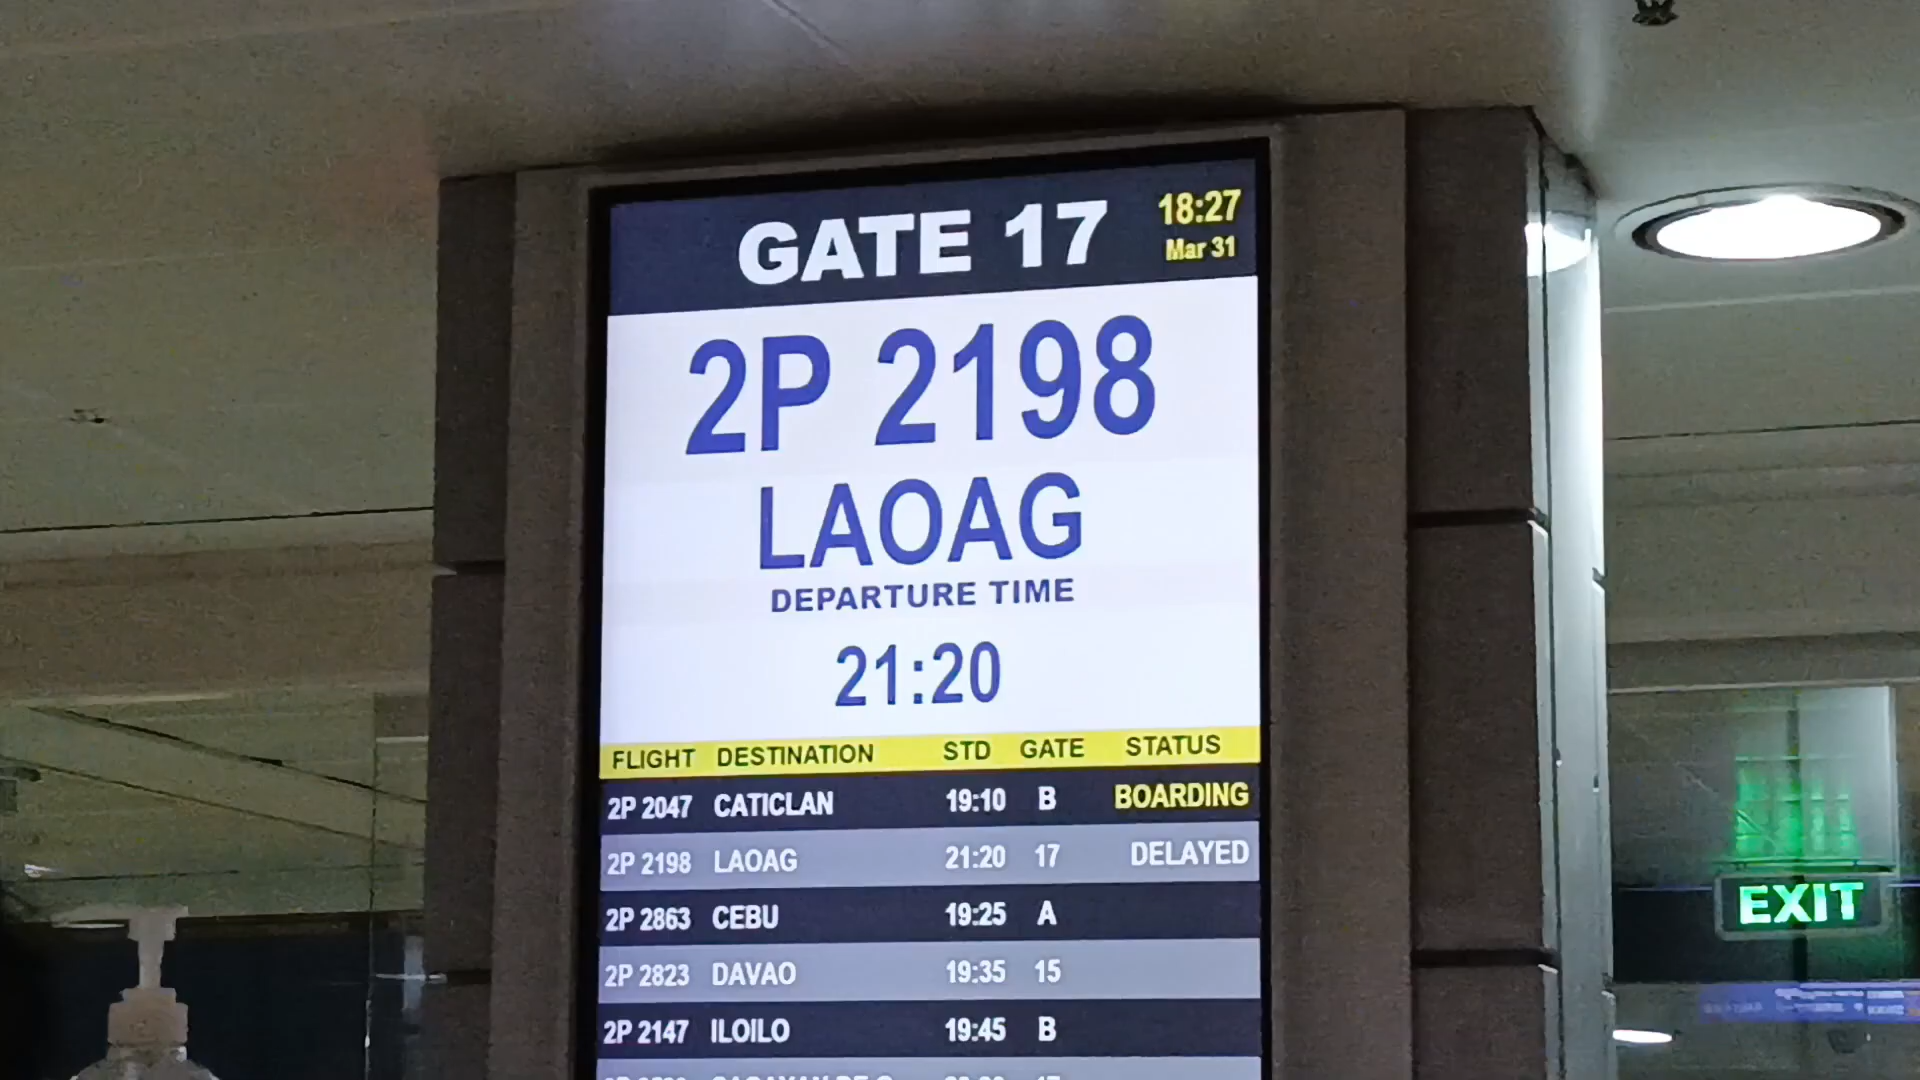 GATE 17
18:27
Mar 31
2P 2198
LAOAG
DEPARTURE TIME
21:20
FLIGHT DESTINATION STD GATE STATUS
2P 2047 CATICLAN 19:10 B BOARDING
2P 2198 LAOAG 21:20 17 DELAYED
2P 2863 CEBU 19:25 A
2P 2823 DAVAO 19:35 15
2P 2147 ILOILO 19:45 B
EXIT